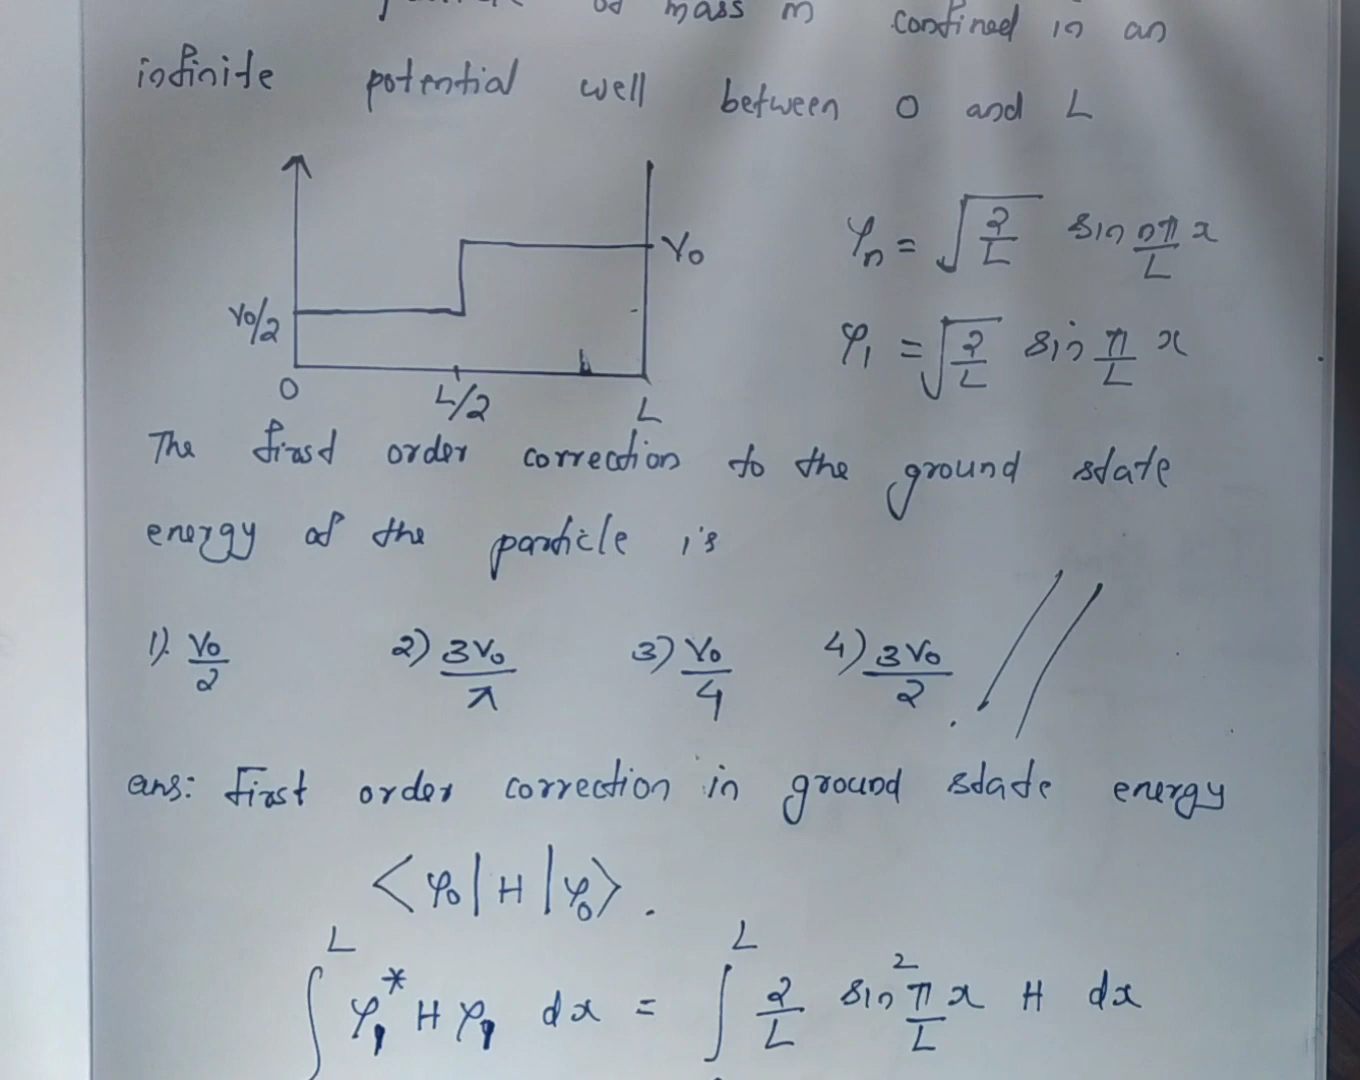 of mass m confined in an
infinite potential well between 0 and L
V₀
V₀/2
0 L/2 L
φₙ = √(2/L) sin nπ/L x
φ₁ = √(2/L) sin π/L x
The first order correction to the ground state
energy of the particle is
1). V₀/2 2) 3V₀/π 3) V₀/4 4) 3V₀/2.
ans: First order correction in ground state energy
<φ₀|H|φ₀>.
∫ᴸ φ₁* H φ₁ dx = ∫ᴸ 2/L sin² π/L x H dx